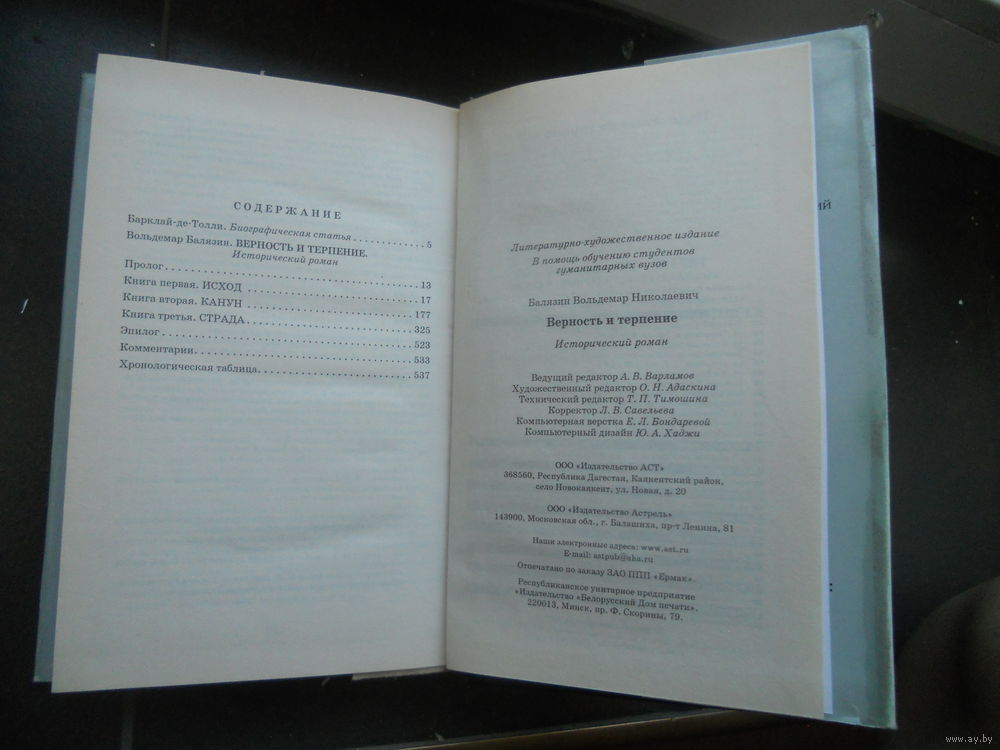 СОДЕРЖАНИЕ
Барклай-де-Толли. Биографическая статья . . . . . . . . . . . . 5
Вольдемар Балязин. ВЕРНОСТЬ И ТЕРПЕНИЕ.
Исторический роман
Пролог . . . . . . . . . . . . . . . . . . . . . . . . . . . . . . . . . . . . . . . . . 13
Книга первая. ИСХОД . . . . . . . . . . . . . . . . . . . . . . . . . . . 17
Книга вторая. КАНУН . . . . . . . . . . . . . . . . . . . . . . . . . . . 177
Книга третья. СТРАДА . . . . . . . . . . . . . . . . . . . . . . . . . . 325
Эпилог . . . . . . . . . . . . . . . . . . . . . . . . . . . . . . . . . . . . . . . . . 523
Комментарии. . . . . . . . . . . . . . . . . . . . . . . . . . . . . . . . . . . 533
Хронологическая таблица. . . . . . . . . . . . . . . . . . . . . . . . 537
Литературно-художественное издание
В помощь обучению студентов
гуманитарных вузов
Балязин Вольдемар Николаевич
Верность и терпение
Исторический роман
Ведущий редактор А. В. Варламов
Художественный редактор О. Н. Адаскина
Технический редактор Т. П. Тимошина
Корректор Л. В. Савельева
Компьютерная верстка Е. Л. Бондаревой
Компьютерный дизайн Ю. А. Хаджи
ООО «Издательство АСТ»
368560, Республика Дагестан, Каякентский район,
село Новокаякент, ул. Новая, д. 20
ООО «Издательство Астрель»
143900, Московская обл., г. Балашиха, пр-т Ленина, 81
Наши электронные адреса: www.ast.ru
E-mail: astpub@aha.ru
Отпечатано по заказу ЗАО ППП «Ермак».
Республиканское унитарное предприятие
«Издательство «Белорусский Дом печати».
220013, Минск, пр. Ф. Скорины, 79.
ИЙ
www.ay.by